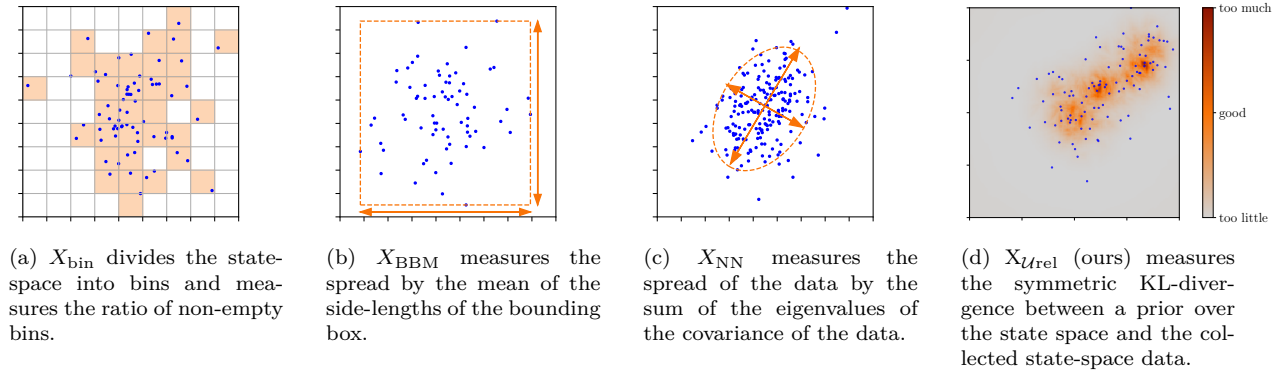 too much
good
too little
(a) X_bin divides the state-
space into bins and mea-
sures the ratio of non-empty
bins.
(b) X_BBM measures the
spread by the mean of the
side-lengths of the bounding
box.
(c) X_NN measures the
spread of the data by the
sum of the eigenvalues of
the covariance of the data.
(d) X_𝒰rel (ours) measures
the symmetric KL-diver-
gence between a prior over
the state space and the col-
lected state-space data.